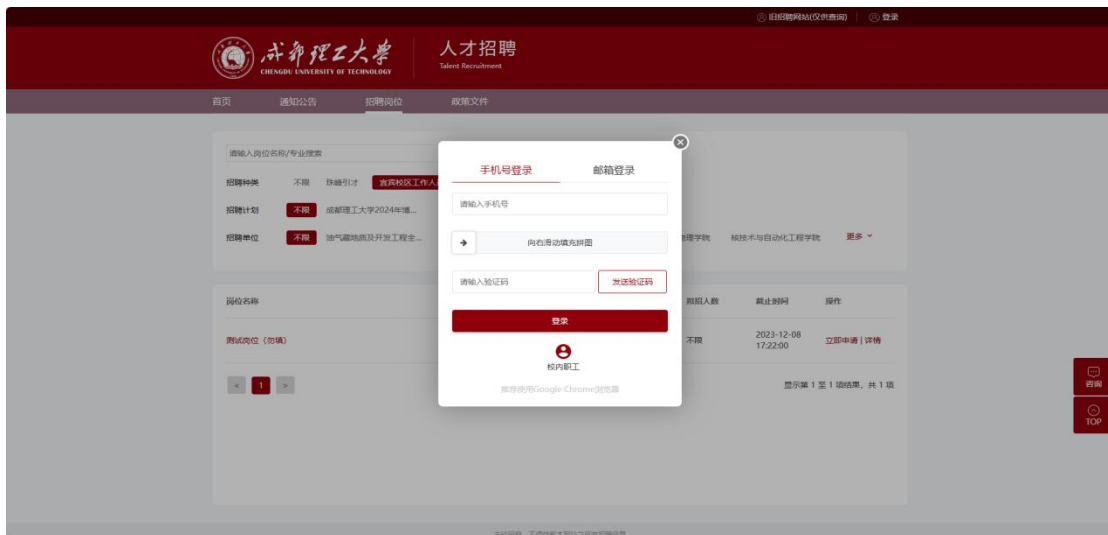 旧招聘网站(仅供查询) 登录
成都理工大学
CHENGDU UNIVERSITY OF TECHNOLOGY
人才招聘
Talent Recruitment
首页 通知公告 招聘岗位 政策文件
请输入岗位名称/专业搜索
手机号登录 邮箱登录
招聘种类 不限 珠峰引才 宜宾校区工作人
请输入手机号
招聘计划 不限 成都理工大学2024年博...
招聘单位 不限 油气藏地质及开发工程全...
向右滑动填充拼图
理学院 核技术与自动化工程学院 更多
请输入验证码 发送验证码
岗位名称 拟招人数 截止时间 操作
登录
测试岗位（勿填） 不限 2023-12-08 17:22:00 立即申请 | 详情
校内职工
推荐使用Google Chrome浏览器
< 1 > 显示第 1 至 1 项结果，共 1 项
咨询
TOP